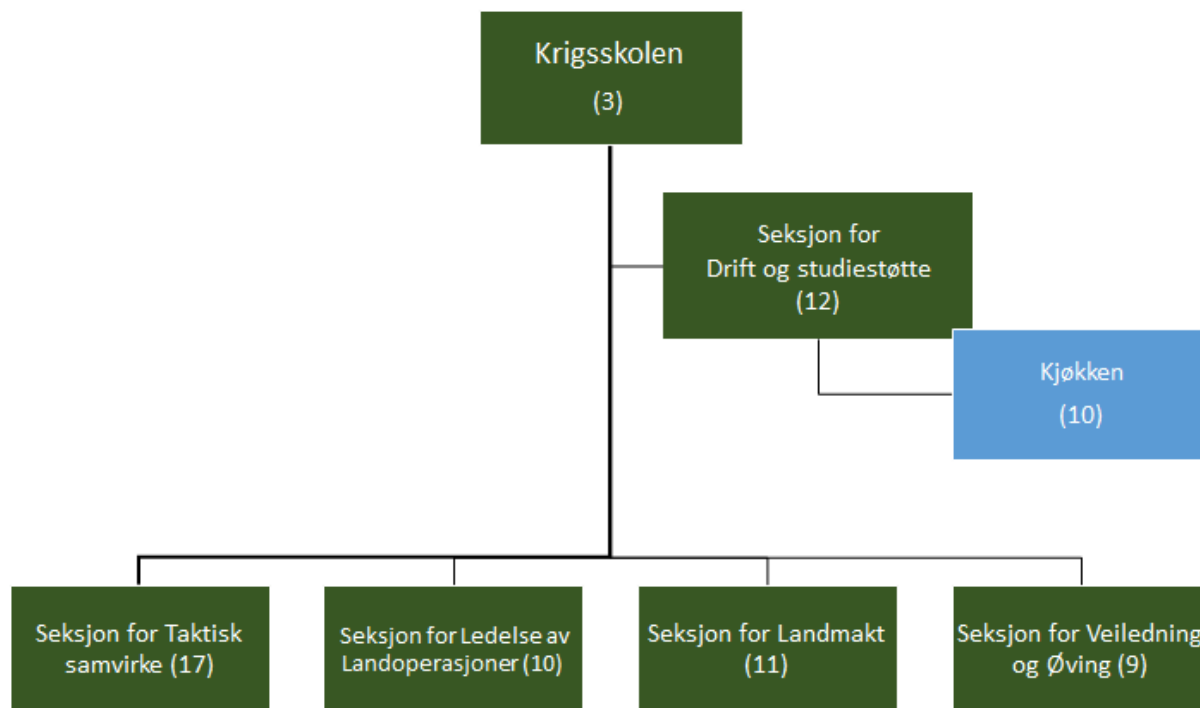 Krigsskolen
(3)
Seksjon for
Drift og studiestøtte
(12)
Kjøkken
(10)
Seksjon for Taktisk
samvirke (17)
Seksjon for Ledelse av
Landoperasjoner (10)
Seksjon for Landmakt
(11)
Seksjon for Veiledning
og Øving (9)